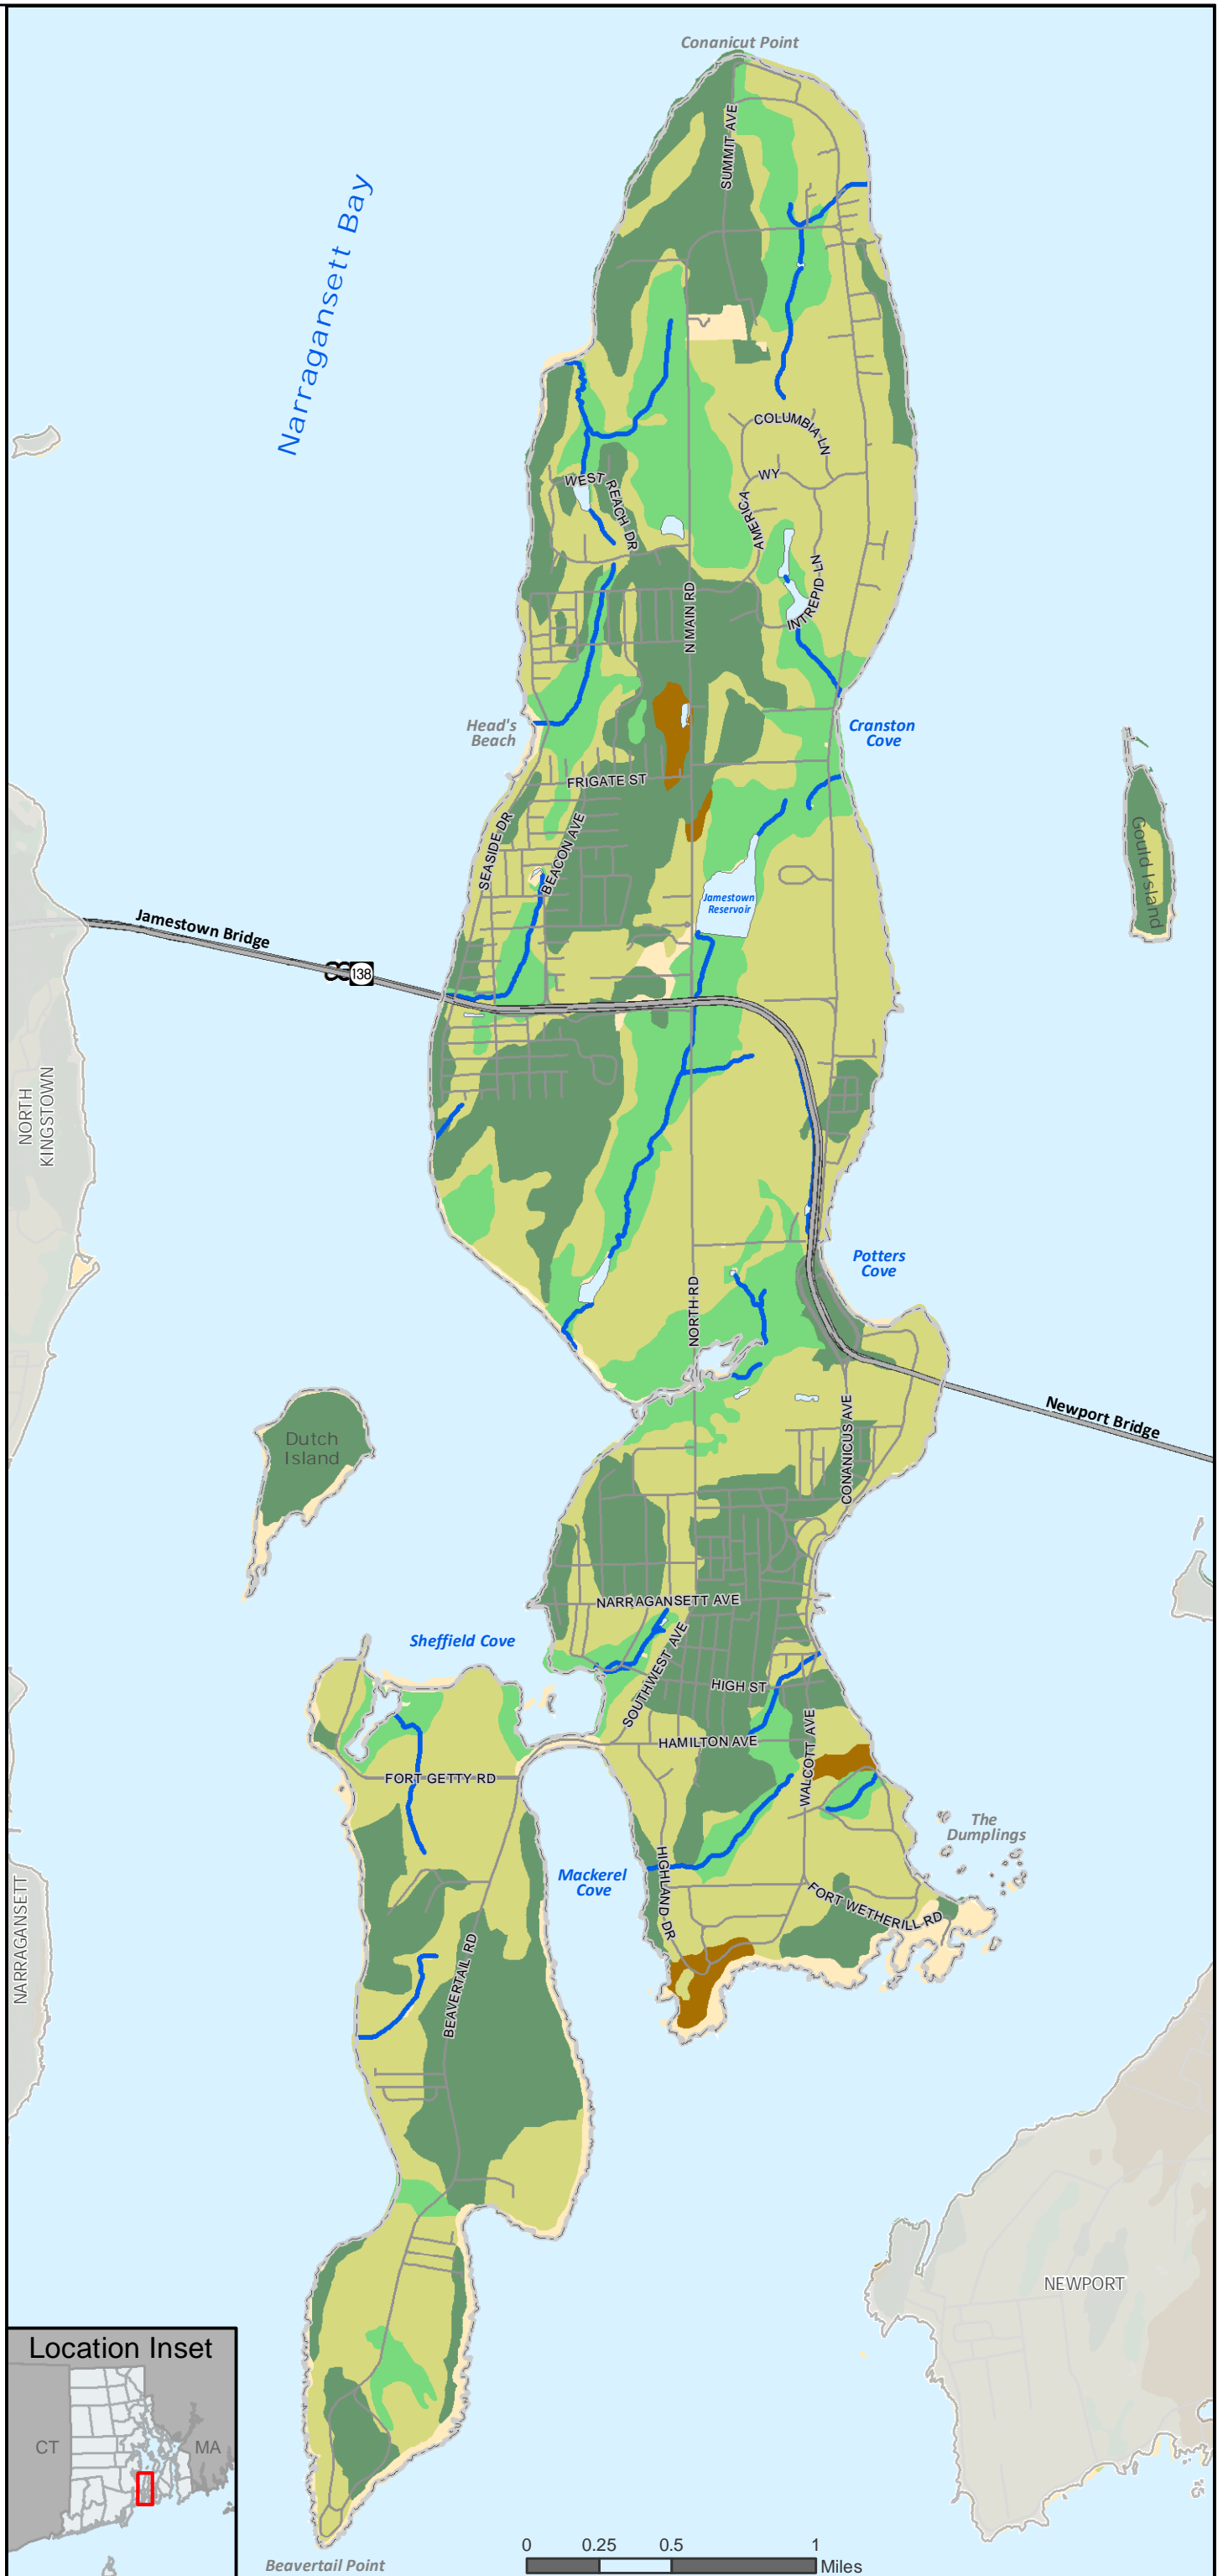 Conanicut Point
SUMMIT AVE
Narragansett Bay
COLUMBIA LN
WEST REACH DR
AMERICA WY
INTREPID LN
N MAIN RD
Head's
Beach
Cranston
Cove
FRIGATE ST
SEASIDE DR
BEACON AVE
Gould Island
Jamestown
Reservoir
Jamestown Bridge
138
NORTH
KINGSTOWN
Potters
Cove
NORTH RD
CONANICUS AVE
Newport Bridge
Dutch
Island
NARRAGANSETT AVE
Sheffield Cove
SOUTHWEST AVE
HIGH ST
HAMILTON AVE
WALCOTT AVE
FORT GETTY RD
The
Dumplings
Mackerel
Cove
HIGHLAND DR
FORT WETHERILL RD
NARRAGANSETT
BEAVERTAIL RD
NEWPORT
Location Inset
CT
MA
0 0.25 0.5 1
Miles
Beavertail Point